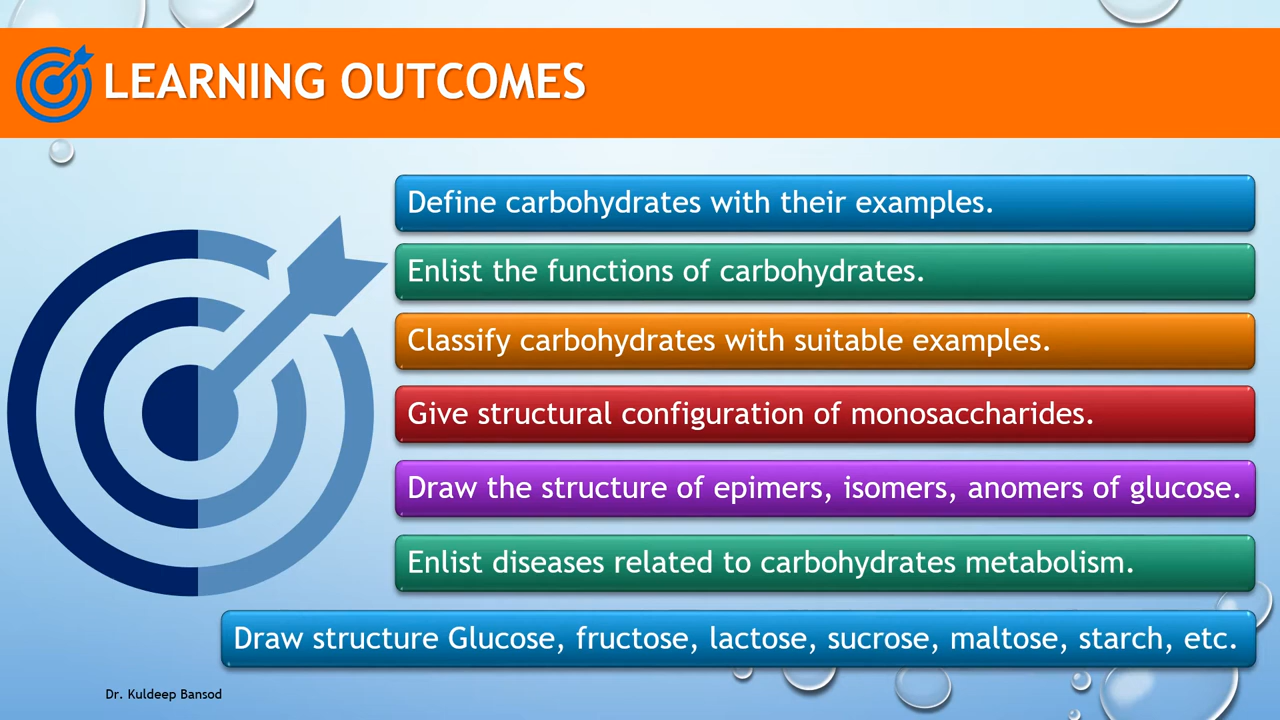 LEARNING OUTCOMES
Define carbohydrates with their examples.
Enlist the functions of carbohydrates.
Classify carbohydrates with suitable examples.
Give structural configuration of monosaccharides.
Draw the structure of epimers, isomers, anomers of glucose.
Enlist diseases related to carbohydrates metabolism.
Draw structure Glucose, fructose, lactose, sucrose, maltose, starch, etc.
Dr. Kuldeep Bansod